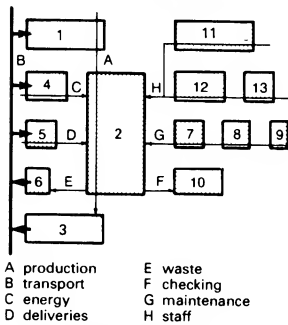 1 11
B A
H
4 C 12 13
2
5 D G 7 8 9
6 E F 10
3
A production E waste
B transport F checking
C energy G maintenance
D deliveries H staff